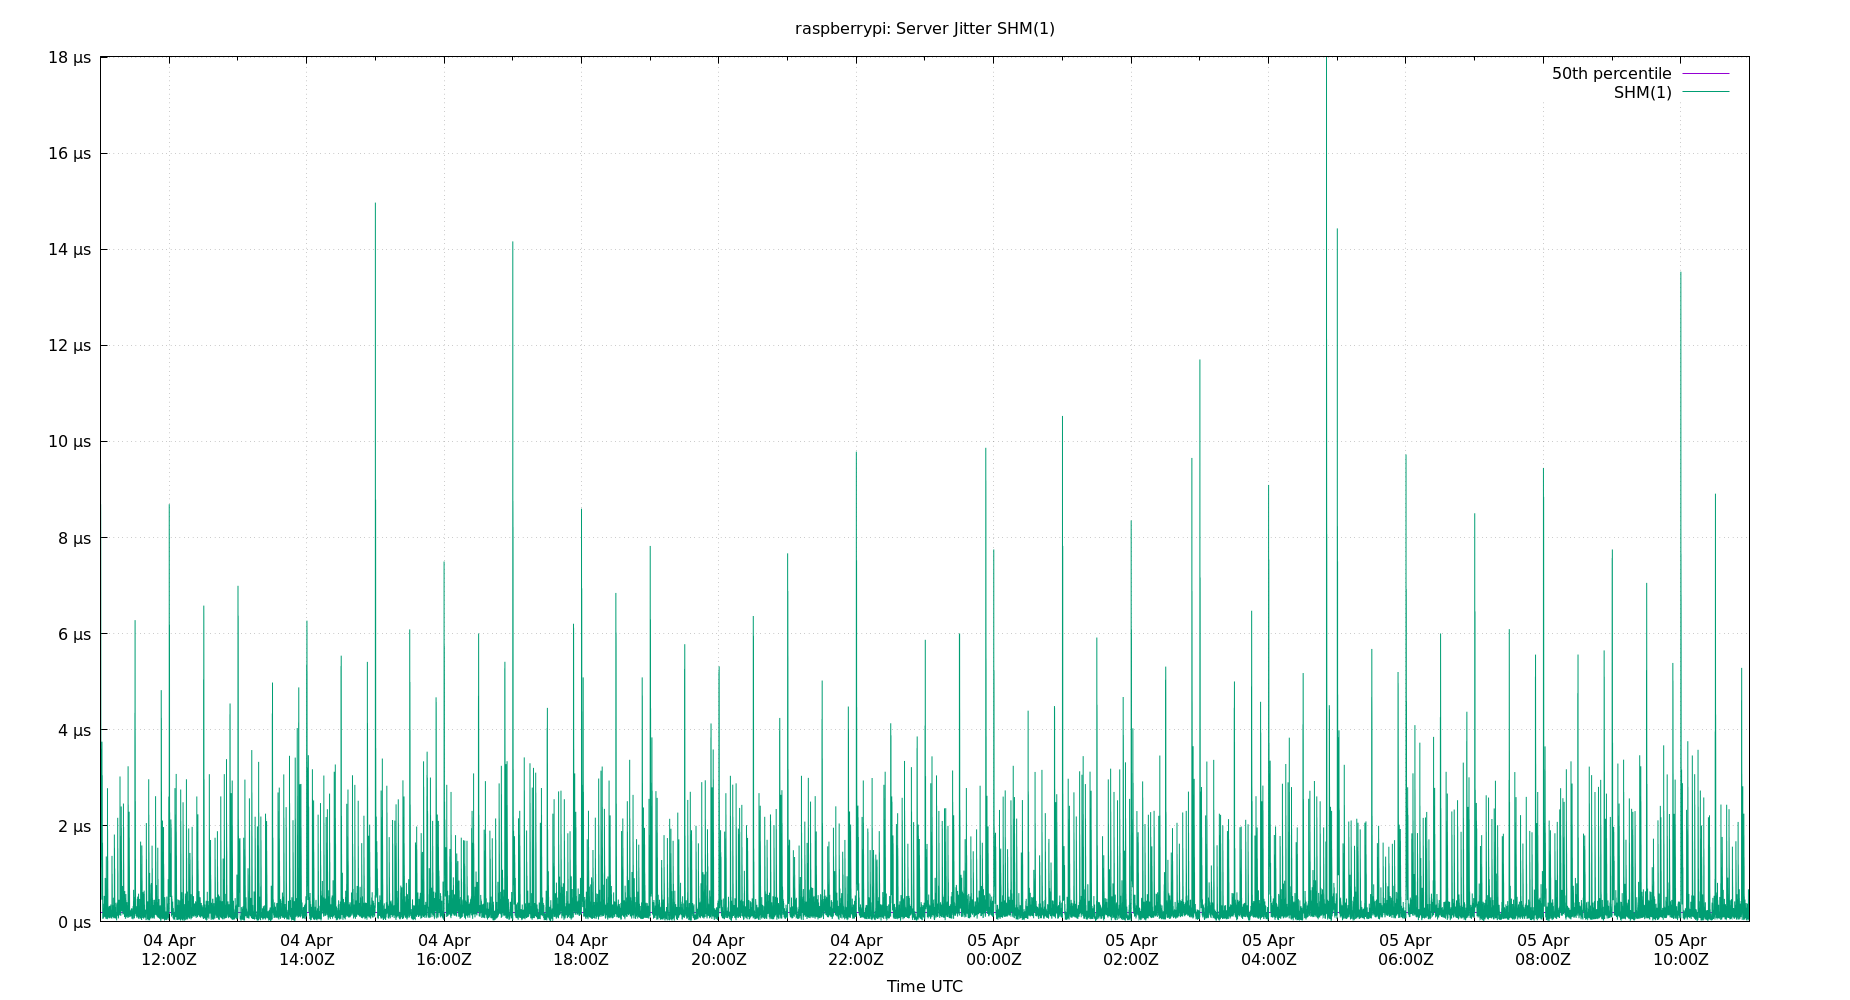 raspberrypi: Server Jitter SHM(1)
50th percentile
SHM(1)
18 µs
16 µs
14 µs
12 µs
10 µs
8 µs
6 µs
4 µs
2 µs
0 µs
04 Apr 04 Apr 04 Apr 04 Apr 04 Apr 04 Apr 05 Apr 05 Apr 05 Apr 05 Apr 05 Apr 05 Apr
12:00Z 14:00Z 16:00Z 18:00Z 20:00Z 22:00Z 00:00Z 02:00Z 04:00Z 06:00Z 08:00Z 10:00Z
Time UTC